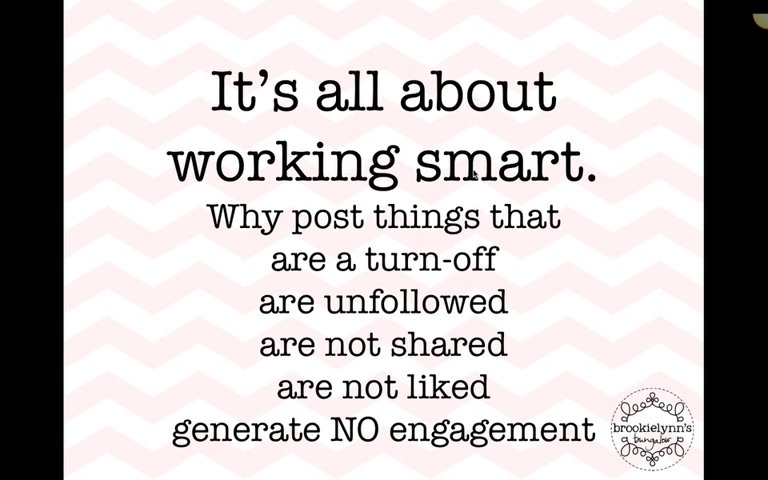 It's all about
working smart.
Why post things that
are a turn-off
are unfollowed
are not shared
are not liked
generate NO engagement
brookielynn's
bungalow